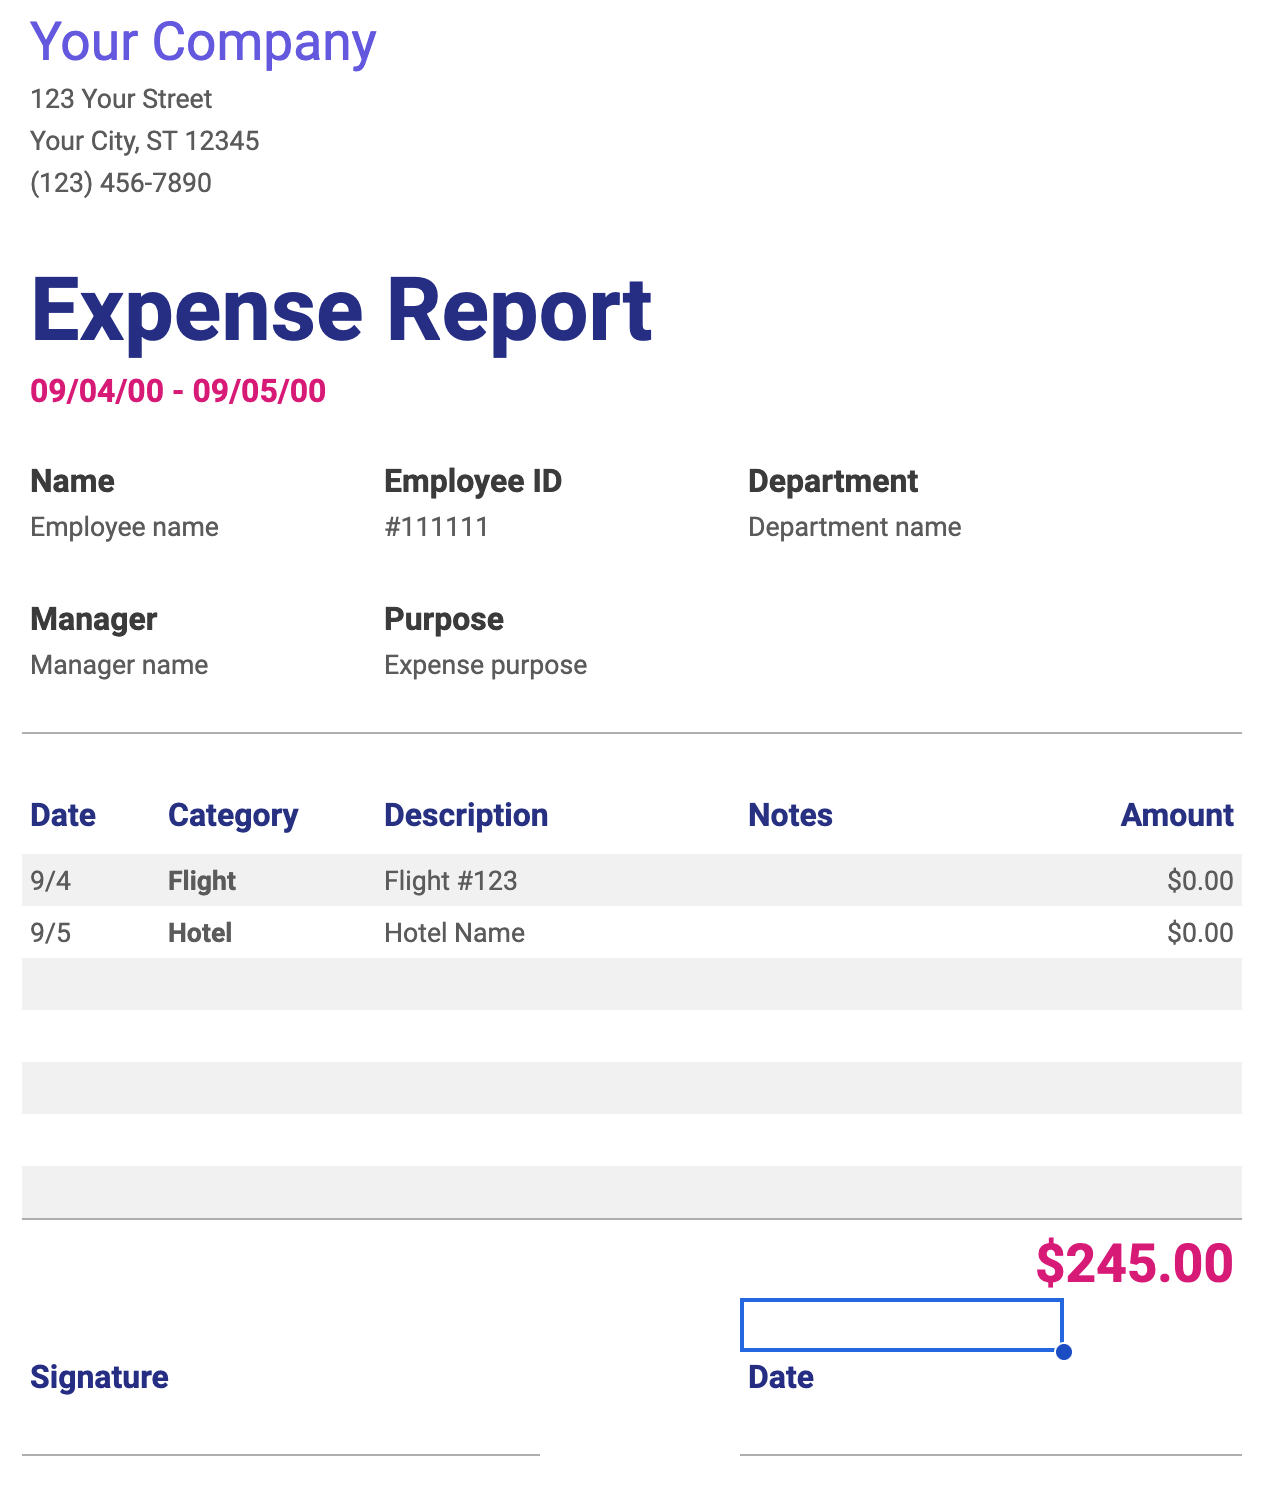 Your Company
123 Your Street
Your City, ST 12345
(123) 456-7890
Expense Report
09/04/00 - 09/05/00
Name Employee ID Department
Employee name #111111 Department name
Manager Purpose
Manager name Expense purpose
Date Category Description Notes Amount
9/4 Flight Flight #123 $0.00
9/5 Hotel Hotel Name $0.00
$245.00
Signature Date